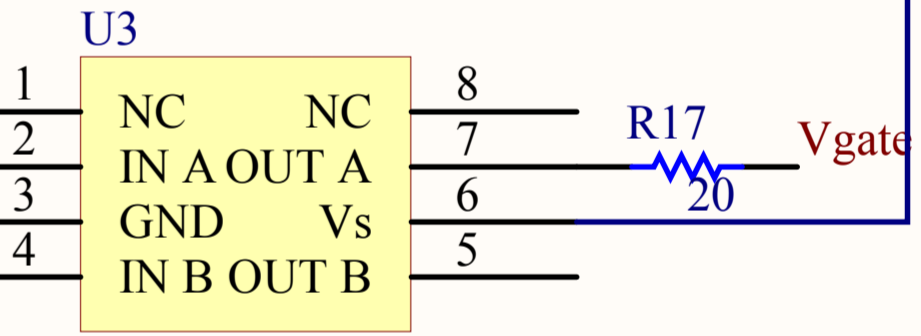 U3
1 NC NC 8
2 IN A OUT A 7
3 GND Vs 6
4 IN B OUT B 5
R17
20
Vgate